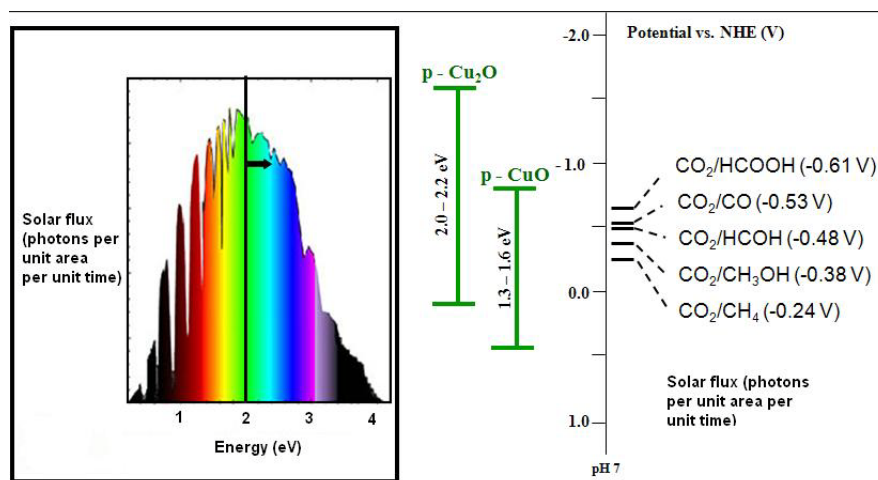 Solar flux
(photons per
unit area
per unit time)
1 2 3 4
Energy (eV)
p - Cu₂O
2.0 – 2.2 eV
p - CuO
1.3 – 1.6 eV
Potential vs. NHE (V)
-2.0
-1.0
0.0
1.0
pH 7
CO₂/HCOOH (-0.61 V)
CO₂/CO (-0.53 V)
CO₂/HCOH (-0.48 V)
CO₂/CH₃OH (-0.38 V)
CO₂/CH₄ (-0.24 V)
Solar flux (photons
per unit area per
unit time)